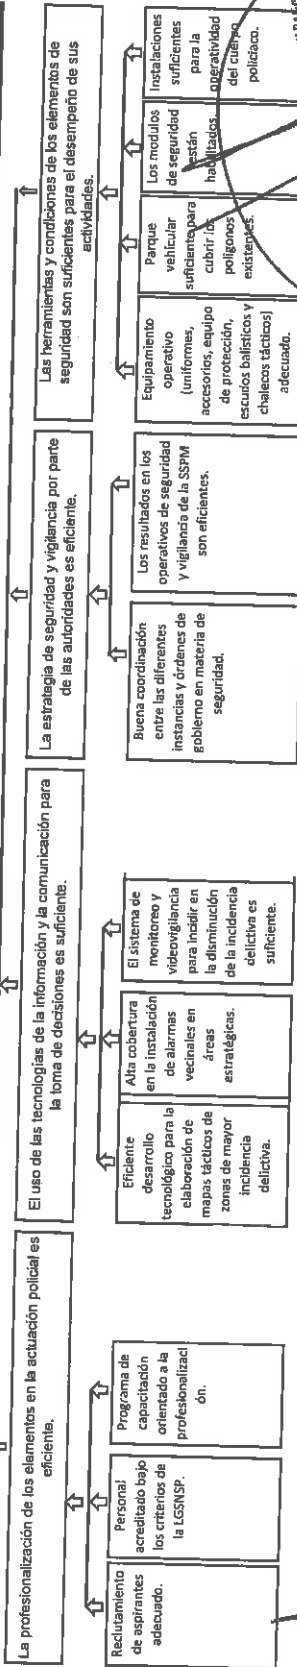 La profesionalización de los elementos en la actuación policial es
eficiente.
Reclutamiento
de aspirantes
adecuado.
Personal
acreditado bajo
los criterios de
la LGSNSP.
Programa de
capacitación
orientado a la
profesionalizaci
ón.
El uso de las tecnologías de la información y la comunicación para
la toma de decisiones es suficiente.
Eficiente
desarrollo
tecnológico para la
elaboración de
mapas tácticos de
zonas de mayor
incidencia
delictiva.
Alta cobertura
en la instalación
de alarmas
vecinales en
áreas
estratégicas.
El sistema de
monitoreo y
videovigilancia
para incidir en
la disminución
de la incidencia
delictiva es
suficiente.
La estrategia de seguridad y vigilancia por parte
de las autoridades es eficiente.
Buena coordinación
entre las diferentes
instancias y órdenes de
gobierno en materia de
seguridad.
Los resultados en los
operativos de seguridad
y vigilancia de la SSPM
son eficientes.
Las herramientas y condiciones de los elementos de
seguridad son suficientes para el desempeño de sus
actividades.
Equipamiento
operativo
(uniformes,
accesorios, equipo
de protección,
escudos balísticos y
chalecos tácticos)
adecuado.
Parque
vehicular
suficiente para
cubrir los
polígonos
existentes.
Los modulos
de seguridad
están
habilitados.
Instalaciones
suficientes
para la
operatividad
del cuerpo
policiaco.